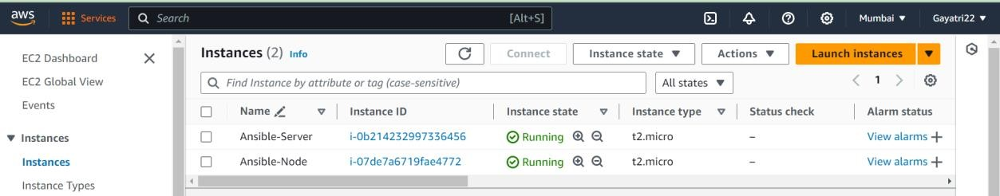 aws Services Search [Alt+S] Mumbai Gayatri22
EC2 Dashboard
EC2 Global View
Events
Instances
Instances
Instance Types
Instances (2) Info Connect Instance state Actions Launch instances
Find Instance by attribute or tag (case-sensitive) All states 1
Name Instance ID Instance state Instance type Status check Alarm status
Ansible-Server i-0b214232997336456 Running t2.micro – View alarms
Ansible-Node i-07de7a6719fae4772 Running t2.micro – View alarms